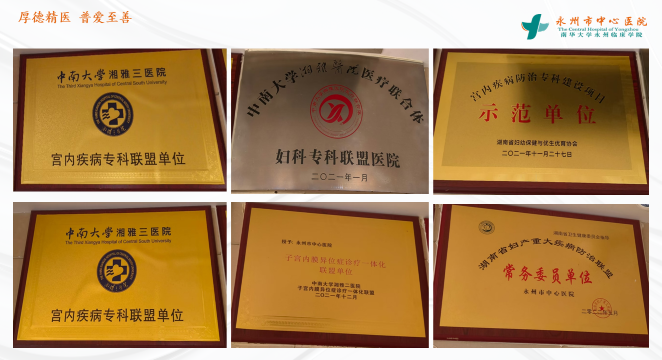 厚德精医 普爱至善
永州市中心医院
The Central Hospital of Yongzhou
南华大学永州临床学院
中南大学湘雅三医院
The Third Xiangya Hospital of Central South University
宫内疾病专科联盟单位
中南大学湘雅医院医疗联合体
妇科专科联盟医院
二〇二一年一月
宫内疾病防治专科建设项目
示范单位
湖南省妇幼保健与优生优育协会
二〇二一年十一月二十七日
中南大学湘雅三医院
The Third Xiangya Hospital of Central South University
宫内疾病专科联盟单位
授予：永州市中心医院
子宫内膜异位症诊疗一体化
联盟单位
中南大学湘雅二医院
子宫内膜异位症诊疗一体化联盟
二〇二一年十二月
湖南省妇产重大疾病防治联盟
常务委员单位
永州市中心医院